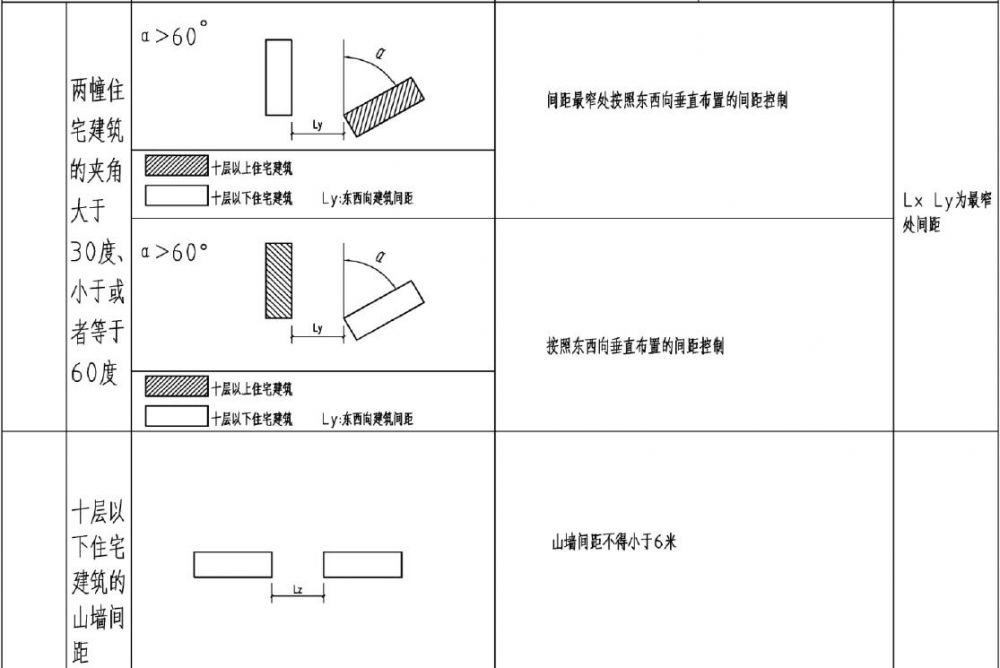 两幢住
宅建筑
的夹角
大于
30度、
小于或
者等于
60度
α>60°
α
Ly
十层以上住宅建筑
十层以下住宅建筑 Ly:东西向建筑间距
间距最窄处按照东西向垂直布置的间距控制
Lx Ly为最窄
处间距
α>60°
α
Ly
十层以上住宅建筑
十层以下住宅建筑 Ly:东西向建筑间距
按照东西向垂直布置的间距控制
十层以
下住宅
建筑的
山墙间
距
Lz
山墙间距不得小于6米